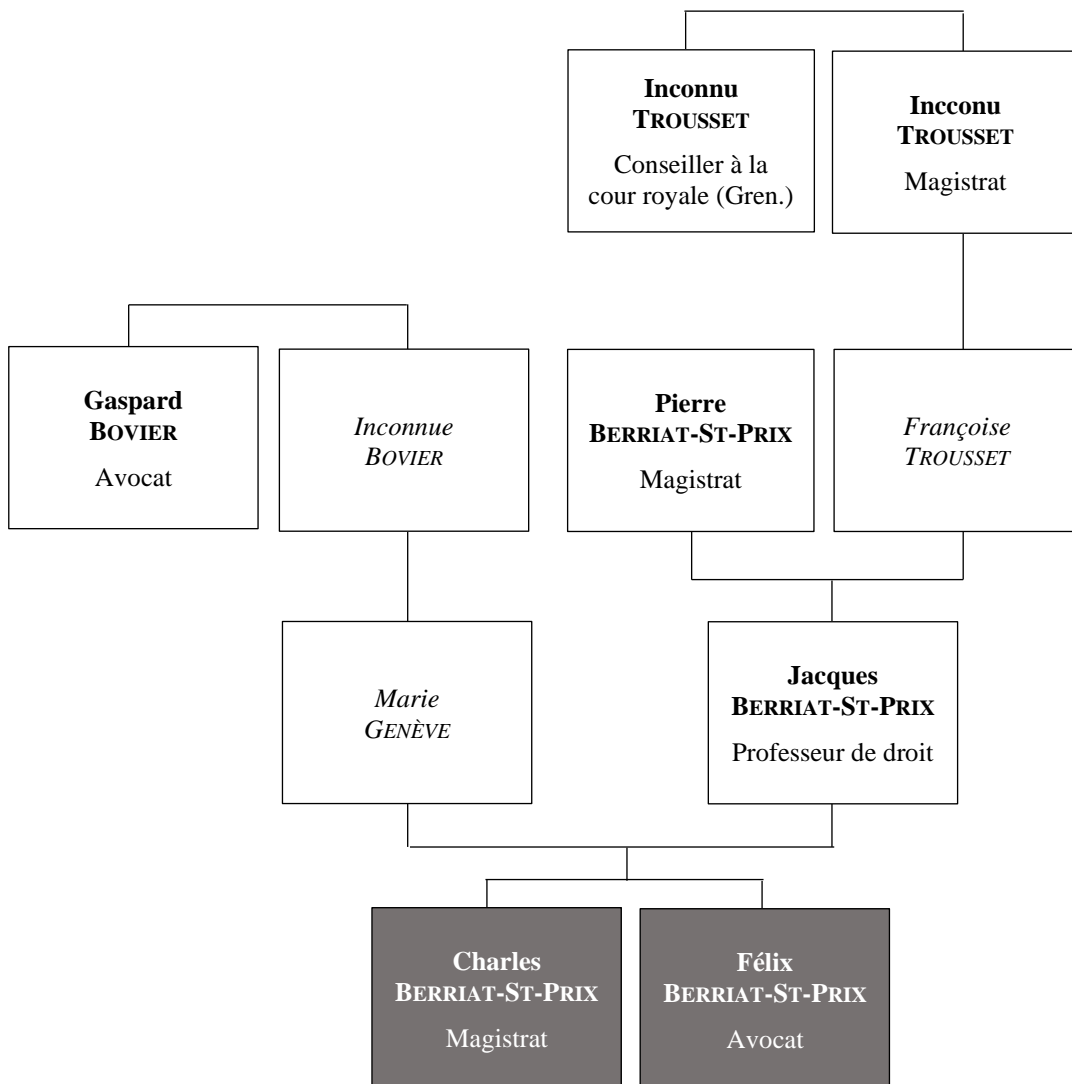 Inconnu
TROUSSET
Conseiller à la
cour royale (Gren.)
Incconu
TROUSSET
Magistrat
Gaspard
BOVIER
Avocat
Inconnue
BOVIER
Pierre
BERRIAT-ST-PRIX
Magistrat
Françoise
TROUSSET
Marie
GENÈVE
Jacques
BERRIAT-ST-PRIX
Professeur de droit
Charles
BERRIAT-ST-PRIX
Magistrat
Félix
BERRIAT-ST-PRIX
Avocat